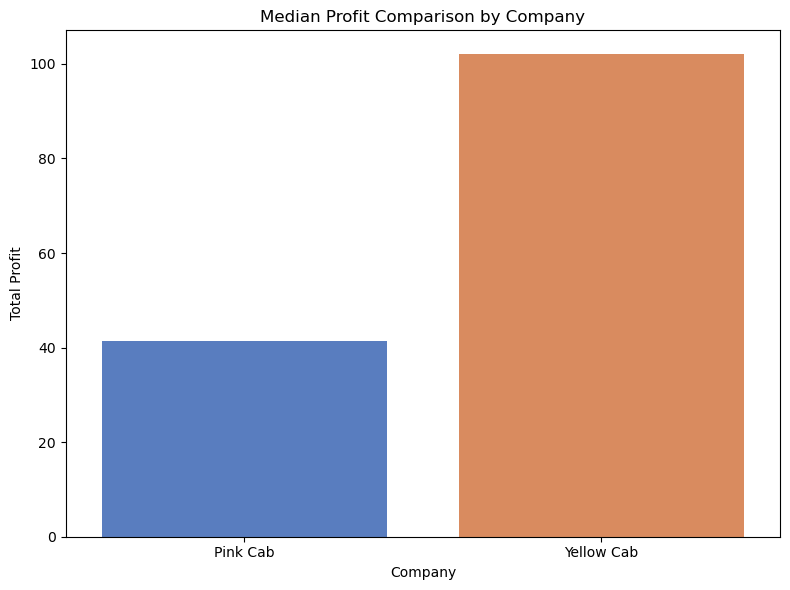 Median Profit Comparison by Company
100
80
60
40
20
0
Total Profit
Pink Cab
Yellow Cab
Company